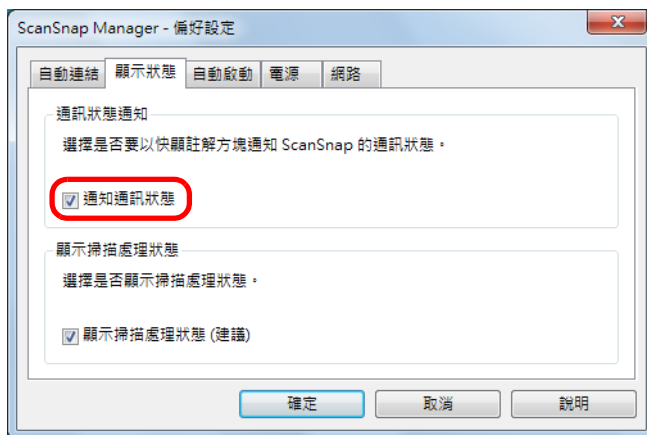 ScanSnap Manager - 偏好設定
自動連結 顯示狀態 自動啟動 電源 網路
通訊狀態通知
選擇是否要以快顯註解方塊通知 ScanSnap 的通訊狀態。
通知通訊狀態
顯示掃描處理狀態
選擇是否顯示掃描處理狀態。
顯示掃描處理狀態 (建議)
確定 取消 說明